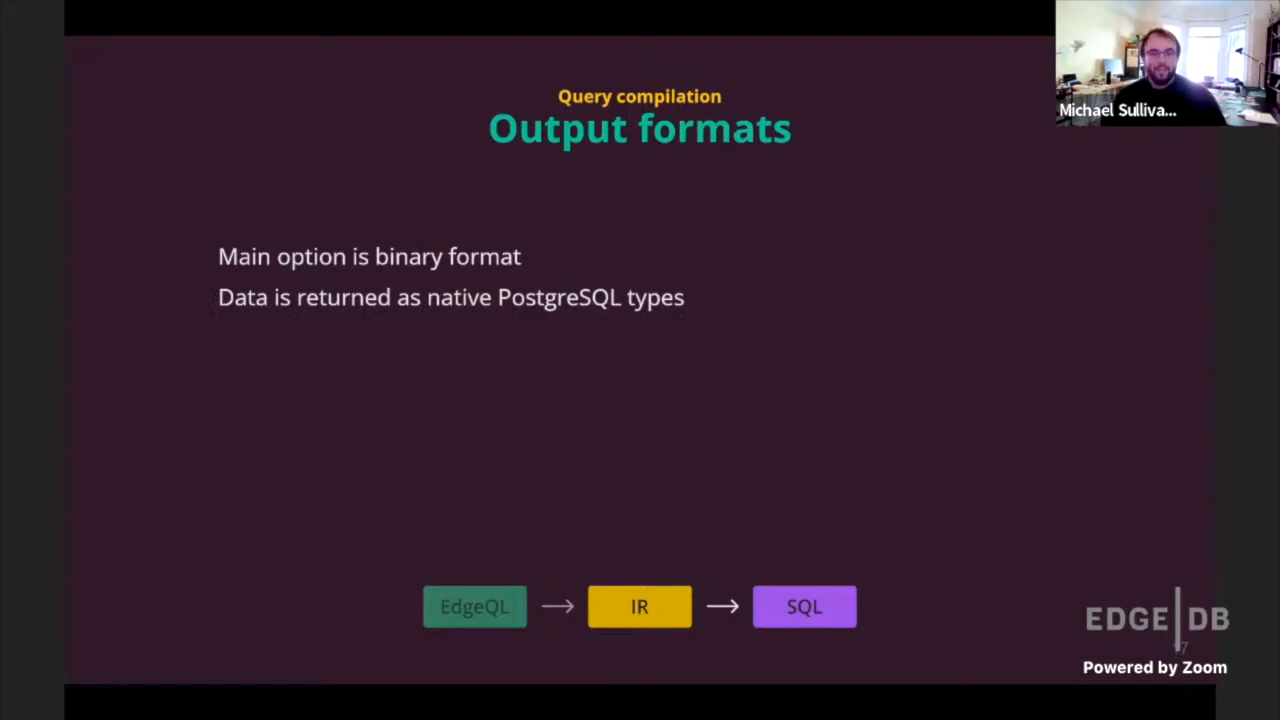 Query compilation
Output formats
Michael Sulliva...
Main option is binary format
Data is returned as native PostgreSQL types
EdgeQL → IR → SQL
EDGE|DB
Powered by Zoom